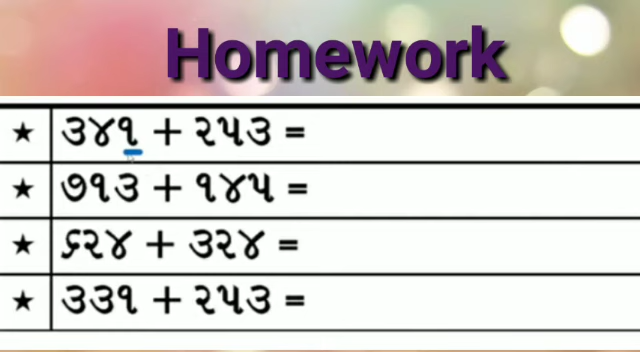 Homework
★ ૩૪૧ + ૨૫૩ =
★ ૭૧૩ + ૧૪૫ =
★ ૬૨૪ + ૩૨૪ =
★ ૩૩૧ + ૨૫૩ =